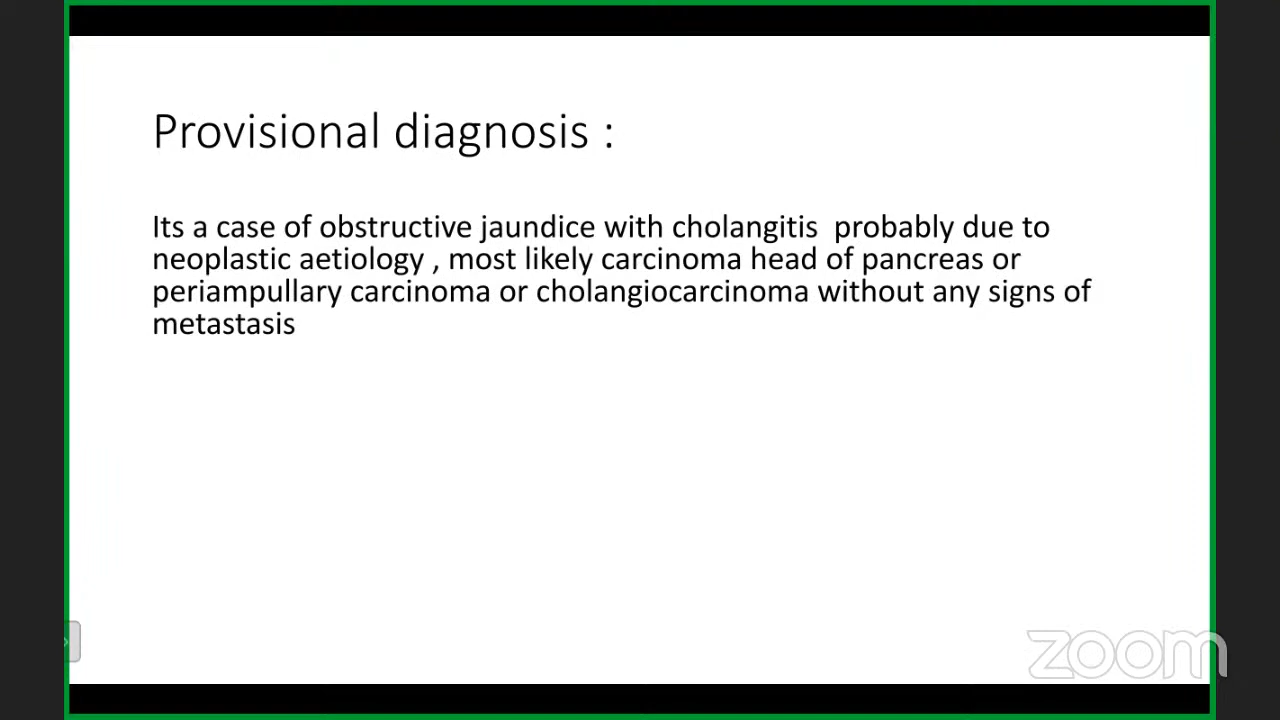 Provisional diagnosis :
Its a case of obstructive jaundice with cholangitis  probably due to
neoplastic aetiology , most likely carcinoma head of pancreas or
periampullary carcinoma or cholangiocarcinoma without any signs of
metastasis
zoom